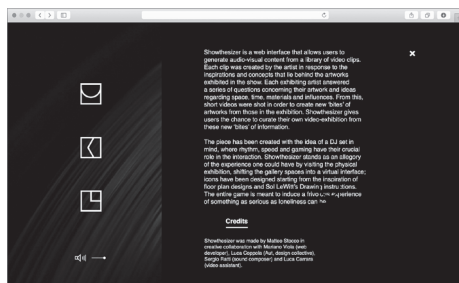 Showthesizer is a web interface that allows users to
generate audio-visual content from a library of video clips.
Each clip was created by the artist in response to the
inspirations and concepts that lie behind the artworks
exhibited in the show. Each exhibiting artist answered
a series of questions concerning their artwork and ideas
regarding space, time, materials and influences. From this,
short videos were shot in order to create new 'bites' of
artworks from those in the exhibition. Showthesizer gives
users the chance to curate their own video-exhibition from
these new 'bites' of information.
The piece has been created with the idea of a DJ set in
mind, where rhythm, speed and gaming have their crucial
role in the interaction. Showthesizer stands as an allegory
of the experience one could have by visiting the physical
exhibition, shifting the gallery spaces into a virtual interface;
icons have been designed starting from the inspiration of
floor plan designs and Sol LeWitt's Drawing instructions.
The entire game is meant to induce a experience
of something as serious as loneliness can
Credits
Showthesizer was made by Matteo
creative collaboration with Mariano Viola (web
developer), Luca Coppola (Aut, design collective),
Sergio Ratti (sound composer) and Luca Carrara
(video assistant).